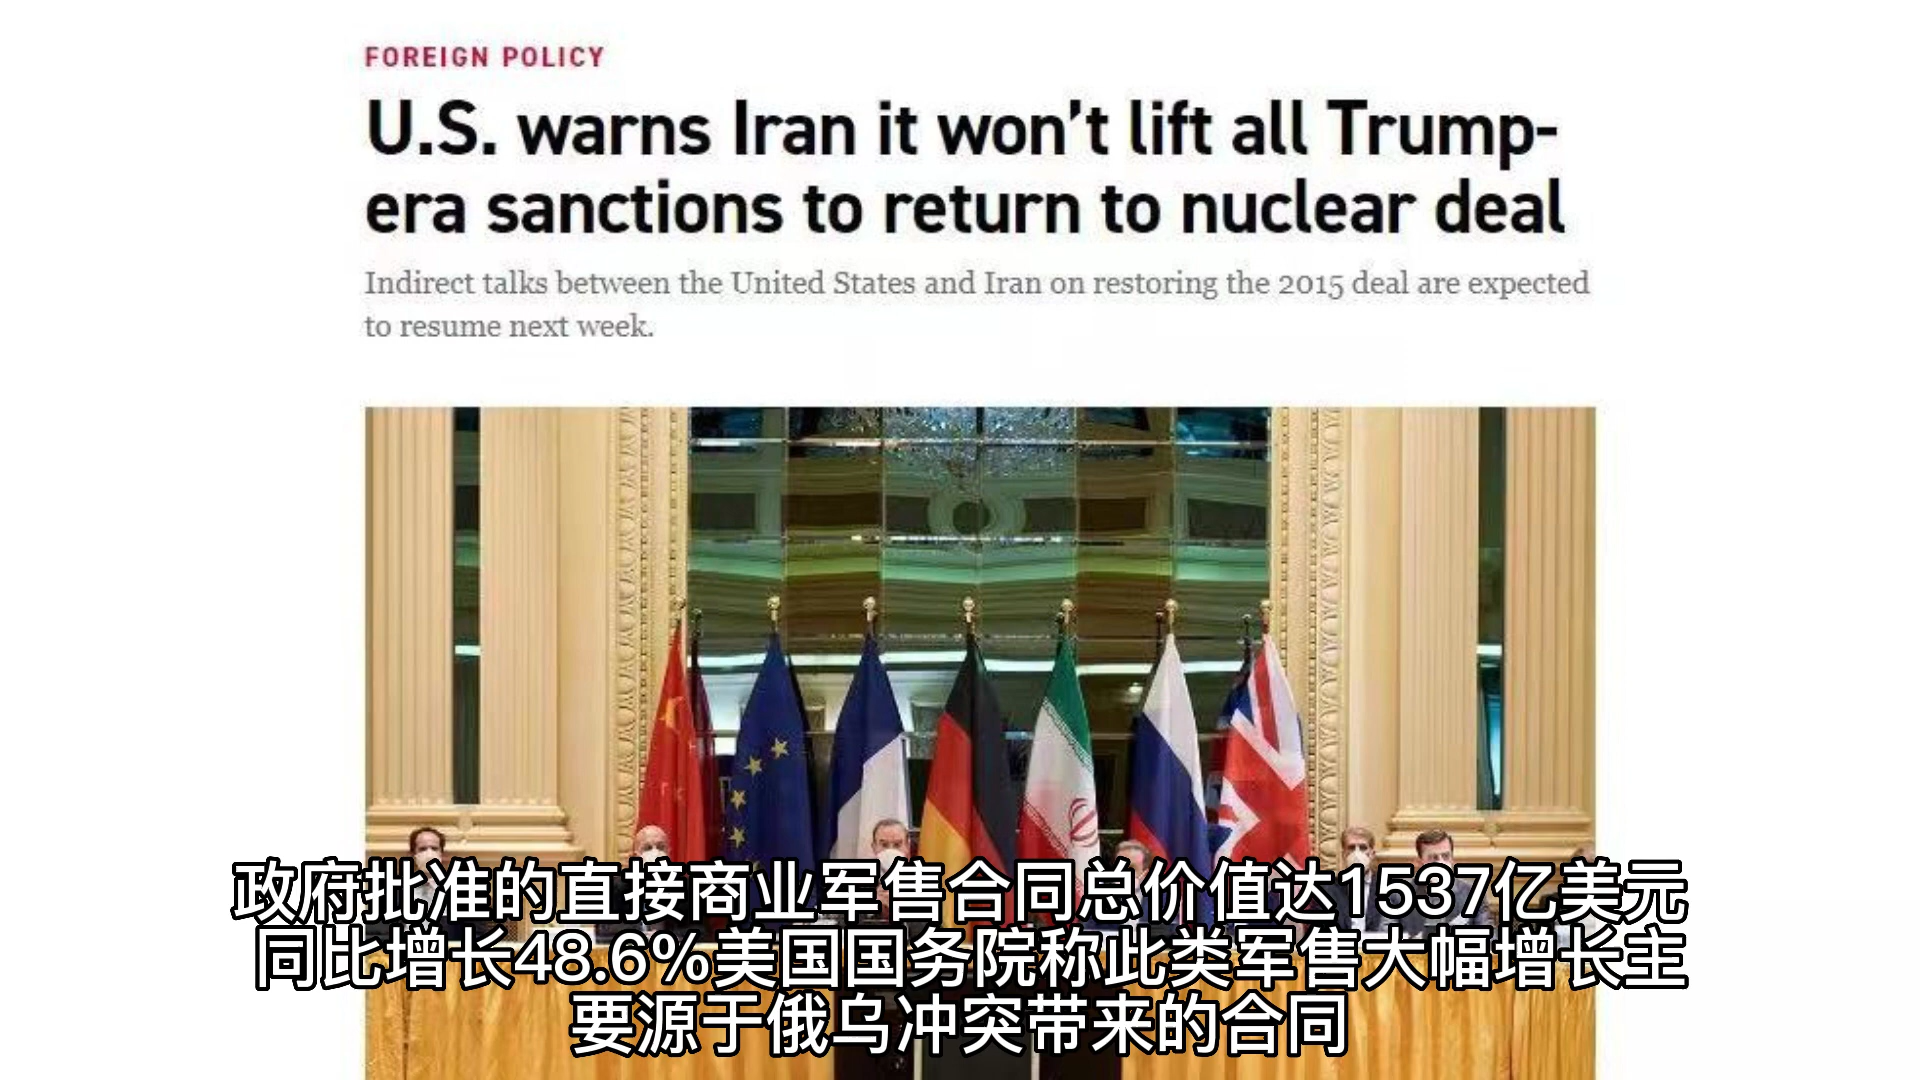 FOREIGN POLICY
U.S. warns Iran it won’t lift all Trump-
era sanctions to return to nuclear deal
Indirect talks between the United States and Iran on restoring the 2015 deal are expected
to resume next week.
政府批准的直接商业军售合同总价值达1537亿美元
同比增长48.6%美国国务院称此类军售大幅增长主
要源于俄乌冲突带来的合同